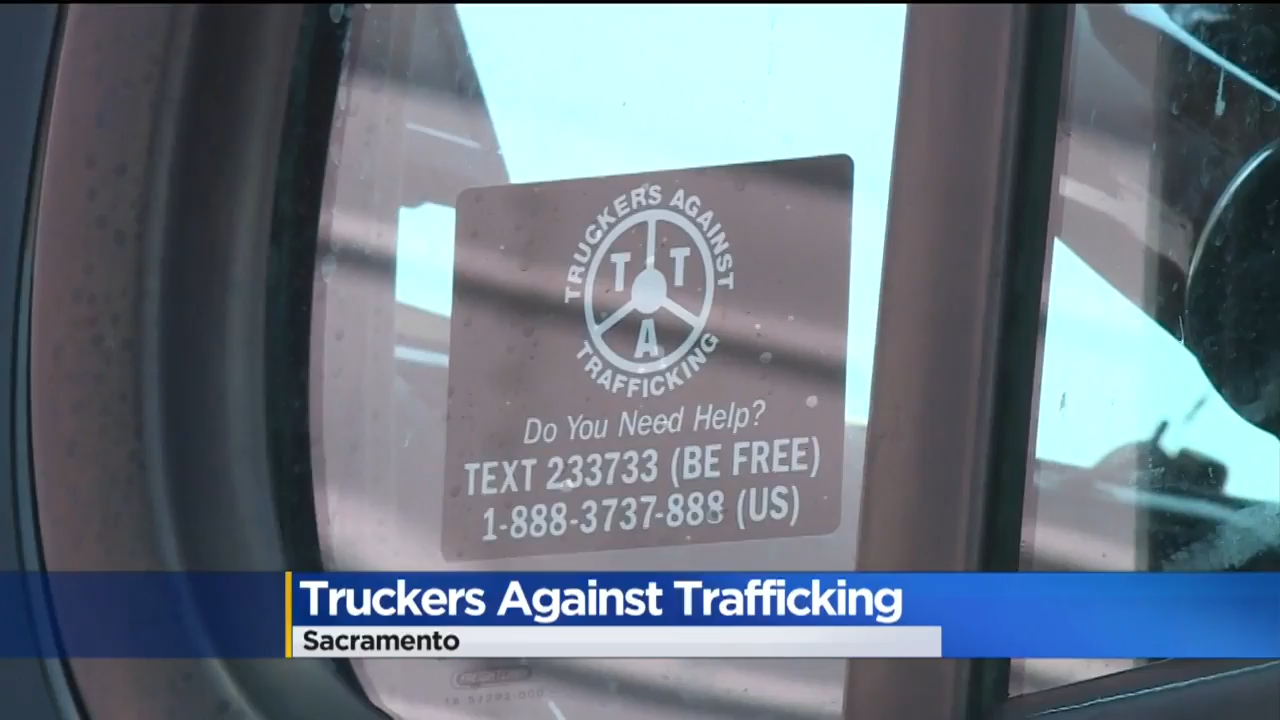 TRUCKERS AGAINST
T T
A
TRAFFICKING
Do You Need Help?
TEXT 233733 (BE FREE)
1-888-3737-888 (US)
Truckers Against Trafficking
Sacramento